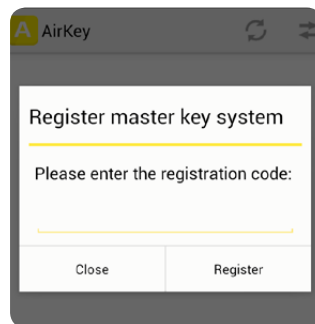 A AirKey
Register master key system
Please enter the registration code:
Close Register